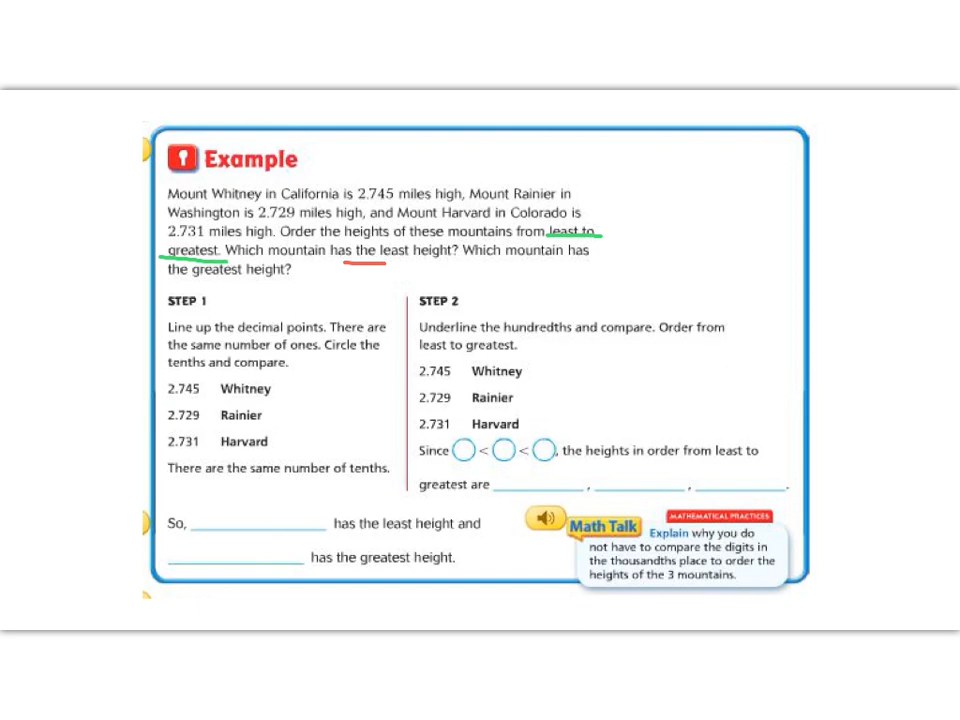 Example
Mount Whitney in California is 2.745 miles high, Mount Rainier in
Washington is 2.729 miles high, and Mount Harvard in Colorado is
2.731 miles high. Order the heights of these mountains from least to
greatest. Which mountain has the least height? Which mountain has
the greatest height?
STEP 1
Line up the decimal points. There are
the same number of ones. Circle the
tenths and compare.
2.745 Whitney
2.729 Rainier
2.731 Harvard
There are the same number of tenths.
STEP 2
Underline the hundredths and compare. Order from
least to greatest.
2.745 Whitney
2.729 Rainier
2.731 Harvard
Since < < , the heights in order from least to
greatest are , , .
So, has the least height and
has the greatest height.
Math Talk
MATHEMATICAL PRACTICES
Explain why you do
not have to compare the digits in
the thousandths place to order the
heights of the 3 mountains.